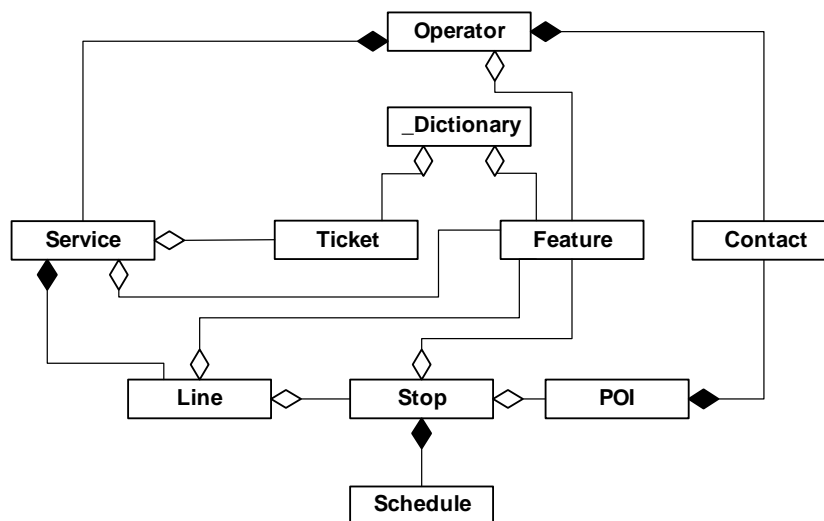 Operator
_Dictionary
Service
Ticket
Feature
Contact
Line
Stop
POI
Schedule